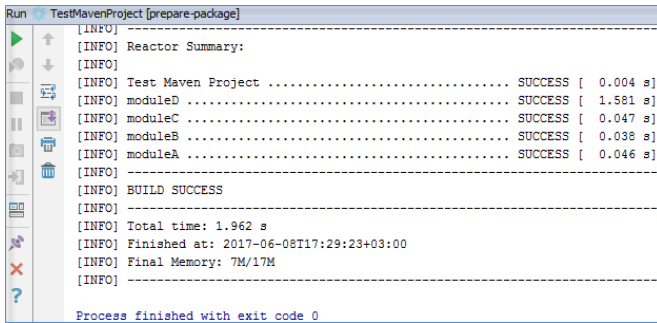 Run TestMavenProject [prepare-package]
[INFO] ------------------------------------------------------------------------
[INFO] Reactor Summary:
[INFO]
[INFO] Test Maven Project ................................. SUCCESS [  0.004 s]
[INFO] moduleD ............................................ SUCCESS [  1.581 s]
[INFO] moduleC ............................................ SUCCESS [  0.047 s]
[INFO] moduleB ............................................ SUCCESS [  0.038 s]
[INFO] moduleA ............................................ SUCCESS [  0.046 s]
[INFO] ------------------------------------------------------------------------
[INFO] BUILD SUCCESS
[INFO] ------------------------------------------------------------------------
[INFO] Total time: 1.962 s
[INFO] Finished at: 2017-06-08T17:29:23+03:00
[INFO] Final Memory: 7M/17M
[INFO] ------------------------------------------------------------------------
Process finished with exit code 0